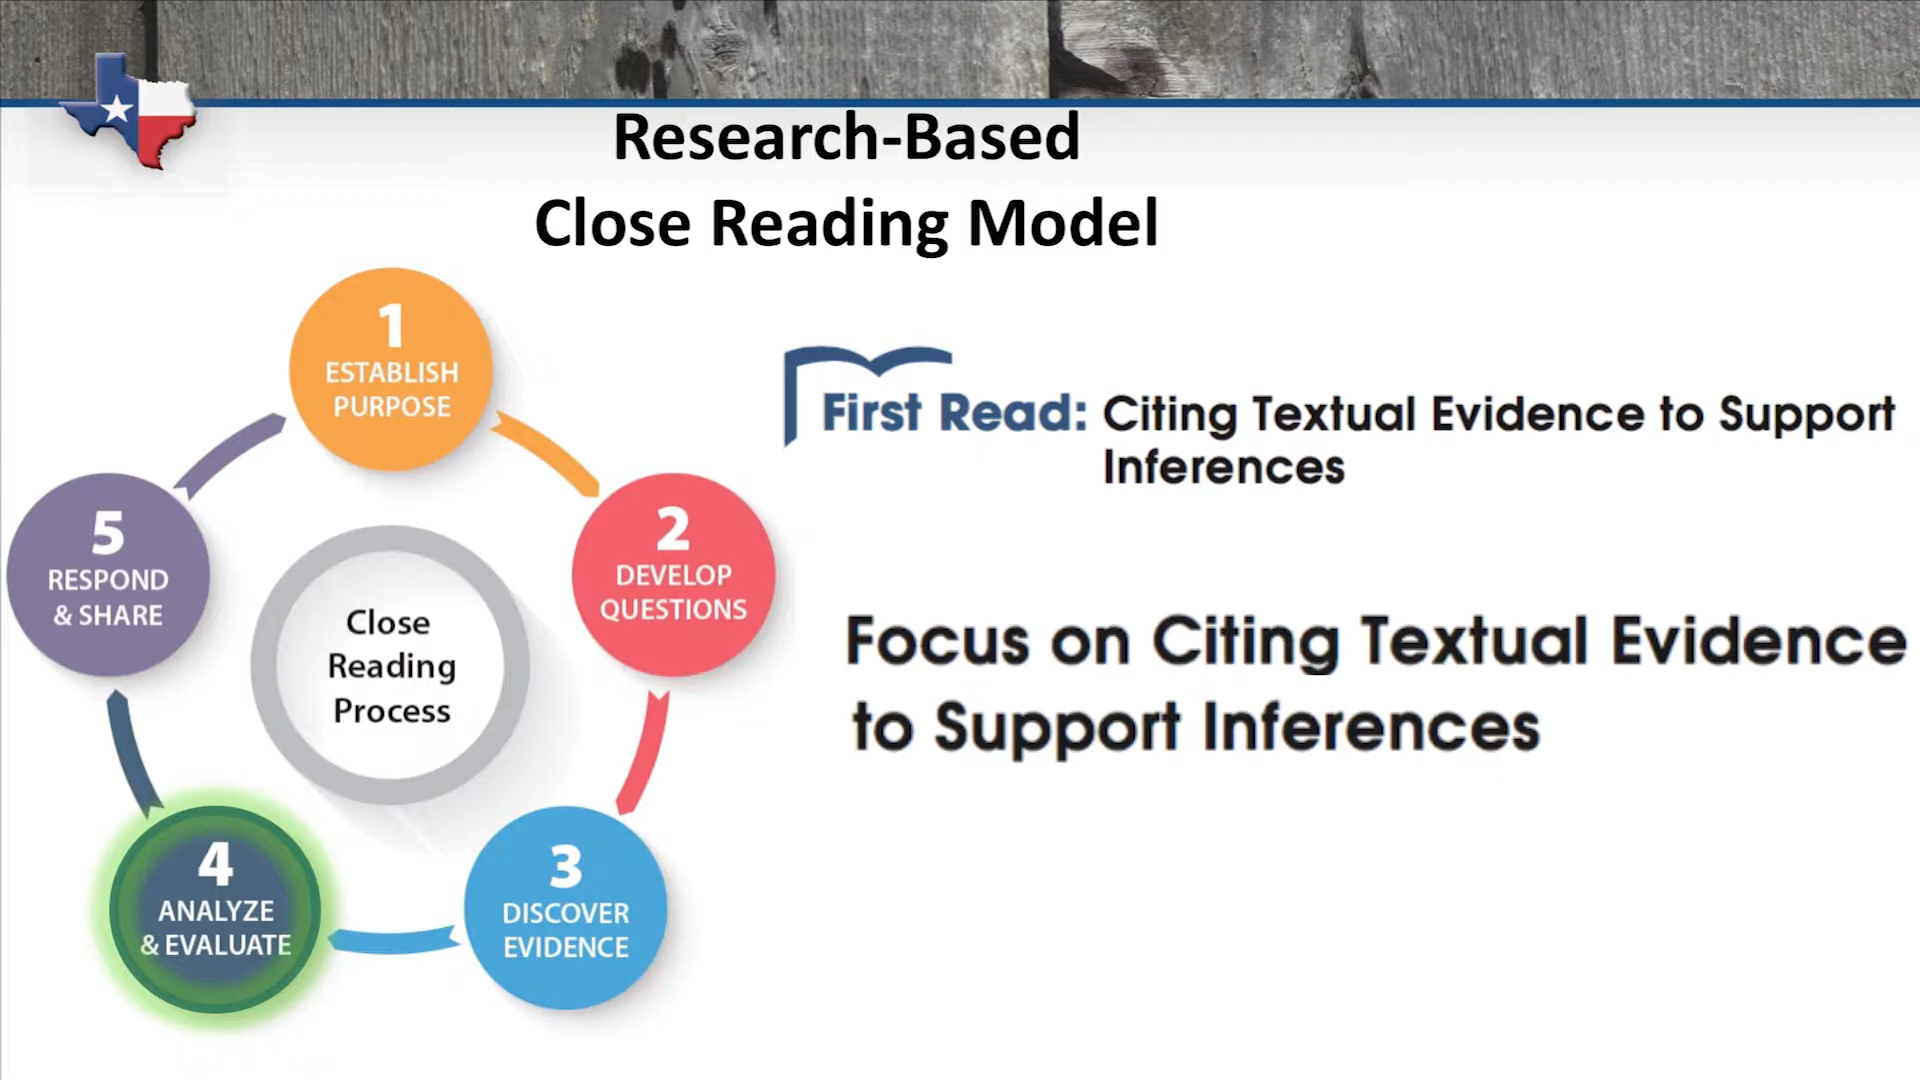 Research-Based
Close Reading Model
1
ESTABLISH
PURPOSE
2
DEVELOP
QUESTIONS
3
DISCOVER
EVIDENCE
4
ANALYZE
& EVALUATE
5
RESPOND
& SHARE
Close
Reading
Process
First Read: Citing Textual Evidence to Support
Inferences
Focus on Citing Textual Evidence
to Support Inferences